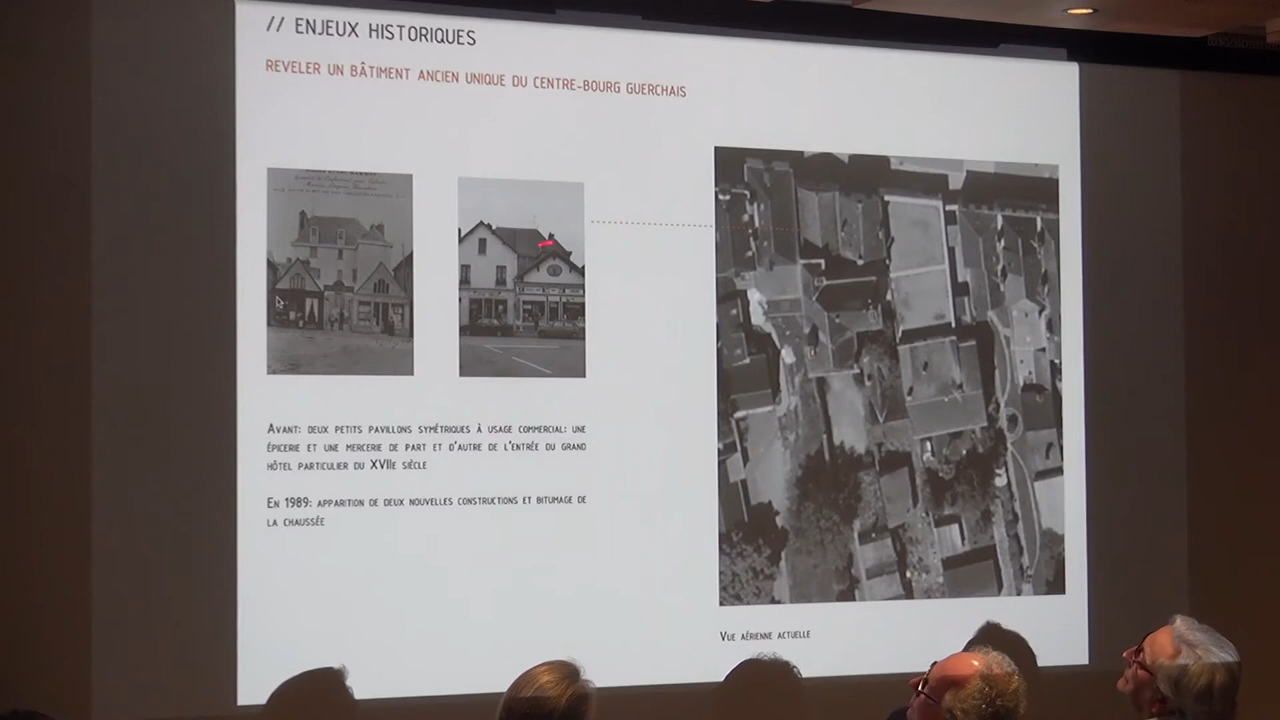 // ENJEUX HISTORIQUES
REVELER UN BÂTIMENT ANCIEN UNIQUE DU CENTRE-BOURG GUERCHAIS
AVANT: DEUX PETITS PAVILLONS SYMÉTRIQUES À USAGE COMMERCIAL: UNE
ÉPICERIE ET UNE MERCERIE DE PART ET D'AUTRE DE L'ENTRÉE DU GRAND
HÔTEL PARTICULIER DU XVIIE SIÈCLE
EN 1989: APPARITION DE DEUX NOUVELLES CONSTRUCTIONS ET BITUMAGE DE
LA CHAUSSÉE
VUE AÉRIENNE ACTUELLE